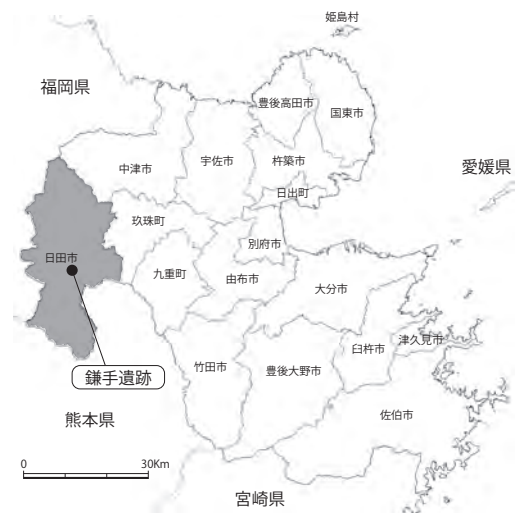 姫島村
福岡県
豊後高田市
国東市
中津市
宇佐市
杵築市
愛媛県
日出町
玖珠町
別府市
日田市
九重町
由布市
大分市
津久見市
臼杵市
竹田市
豊後大野市
鎌手遺跡
熊本県
佐伯市
0 30Km
宮崎県